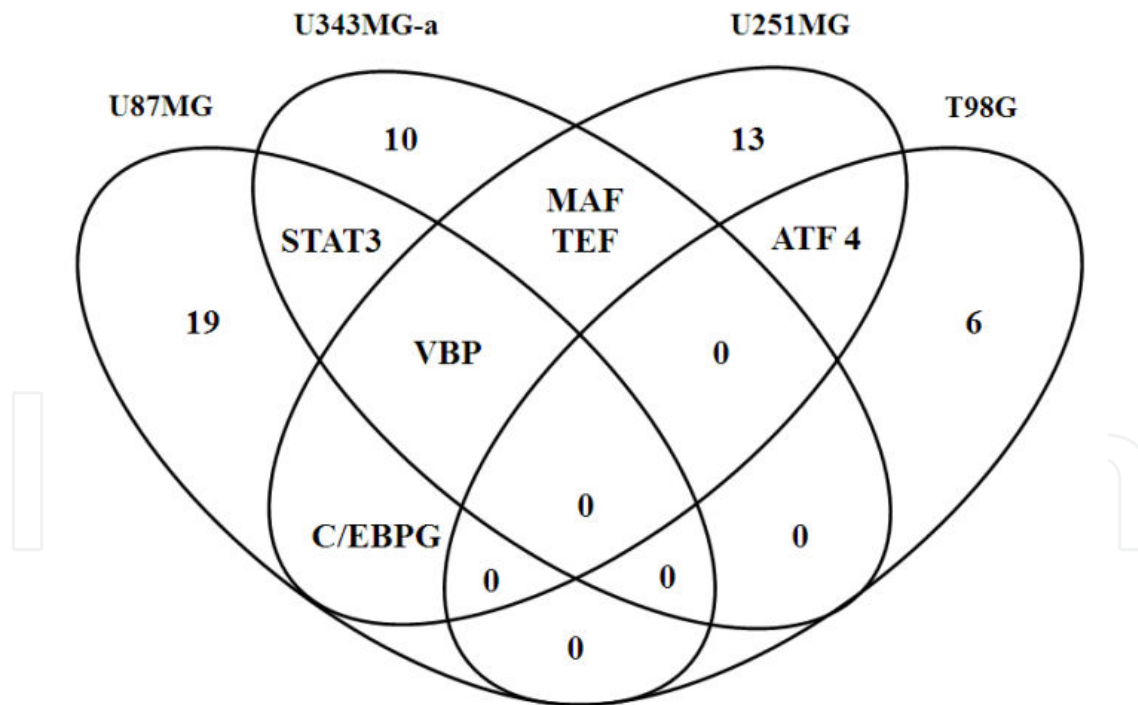 U343MG-a
U251MG
U87MG
T98G
10
13
MAF
TEF
STAT3
ATF 4
19
VBP
0
6
0
C/EBPG
0
0
0
0